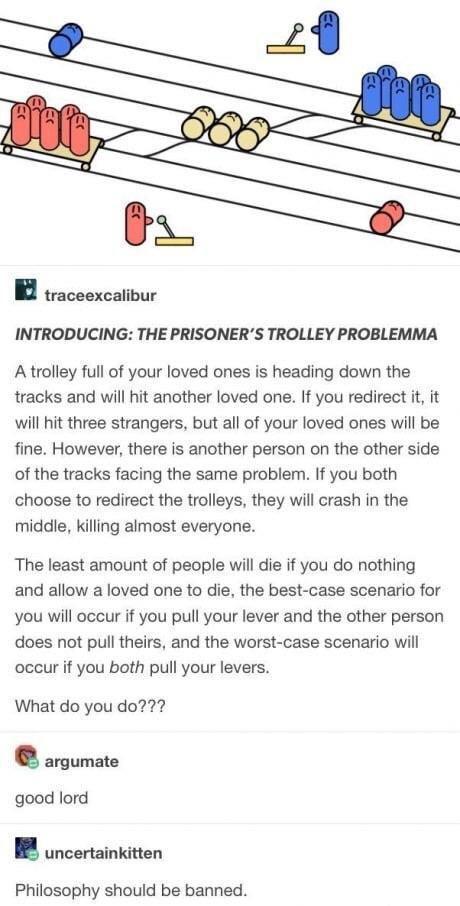 traceexcalibur
INTRODUCING: THE PRISONER'S TROLLEY PROBLEMMA
A trolley full of your loved ones is heading down the
tracks and will hit another loved one. If you redirect it, it
will hit three strangers, but all of your loved ones will be
fine. However, there is another person on the other side
of the tracks facing the same problem. If you both
choose to redirect the trolleys, they will crash in the
middle, killing almost everyone.
The least amount of people will die if you do nothing
and allow a loved one to die, the best-case scenario for
you will occur if you pull your lever and the other person
does not pull theirs, and the worst-case scenario will
occur if you both pull your levers.
What do you do???
argumate
good lord
uncertainkitten
Philosophy should be banned.